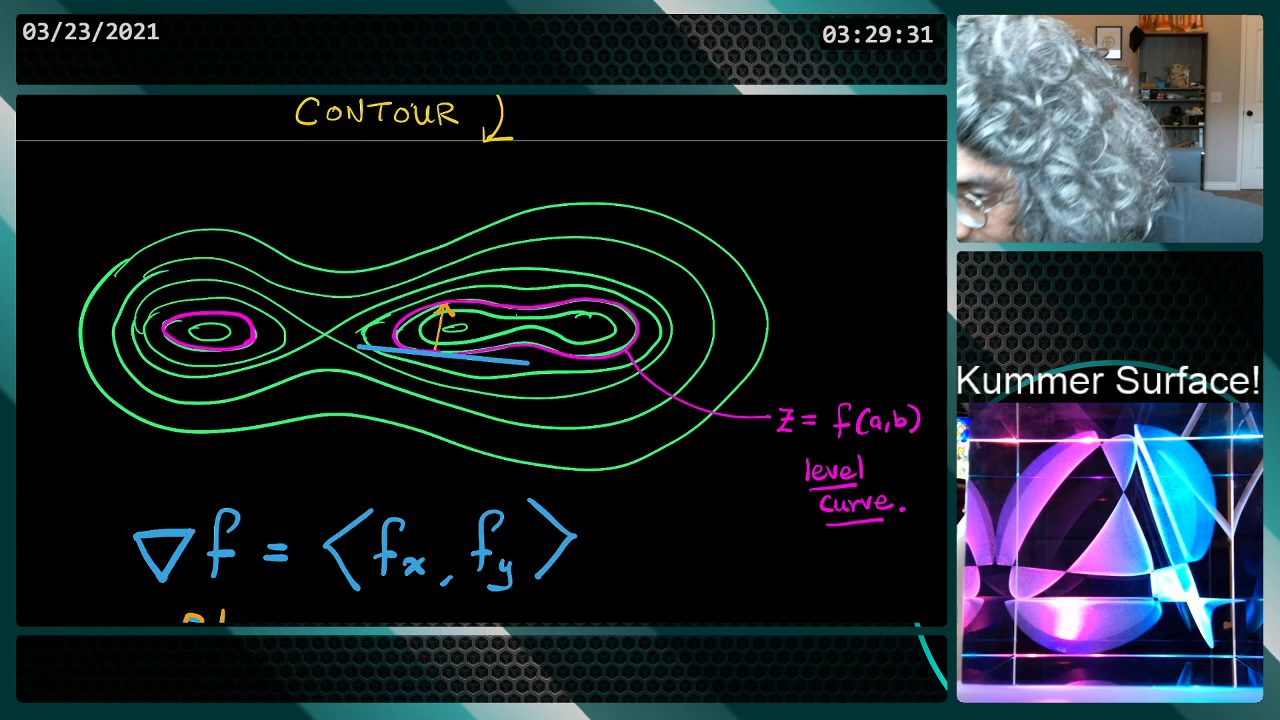 03/23/2021
03:29:31
CONTOUR
z = f(a,b)
level
curve.
∇f = ⟨fx, fy⟩
Kummer Surface!